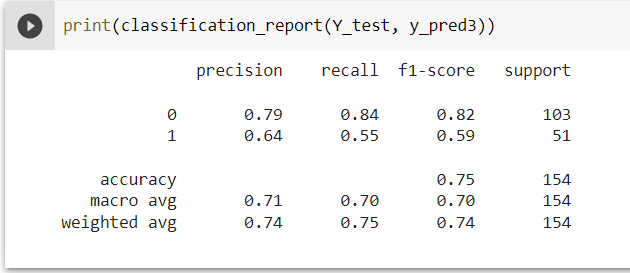 print(classification_report(Y_test, y_pred3))
precision recall f1-score support
0 0.79 0.84 0.82 103
1 0.64 0.55 0.59 51
accuracy 0.75 154
macro avg 0.71 0.70 0.70 154
weighted avg 0.74 0.75 0.74 154